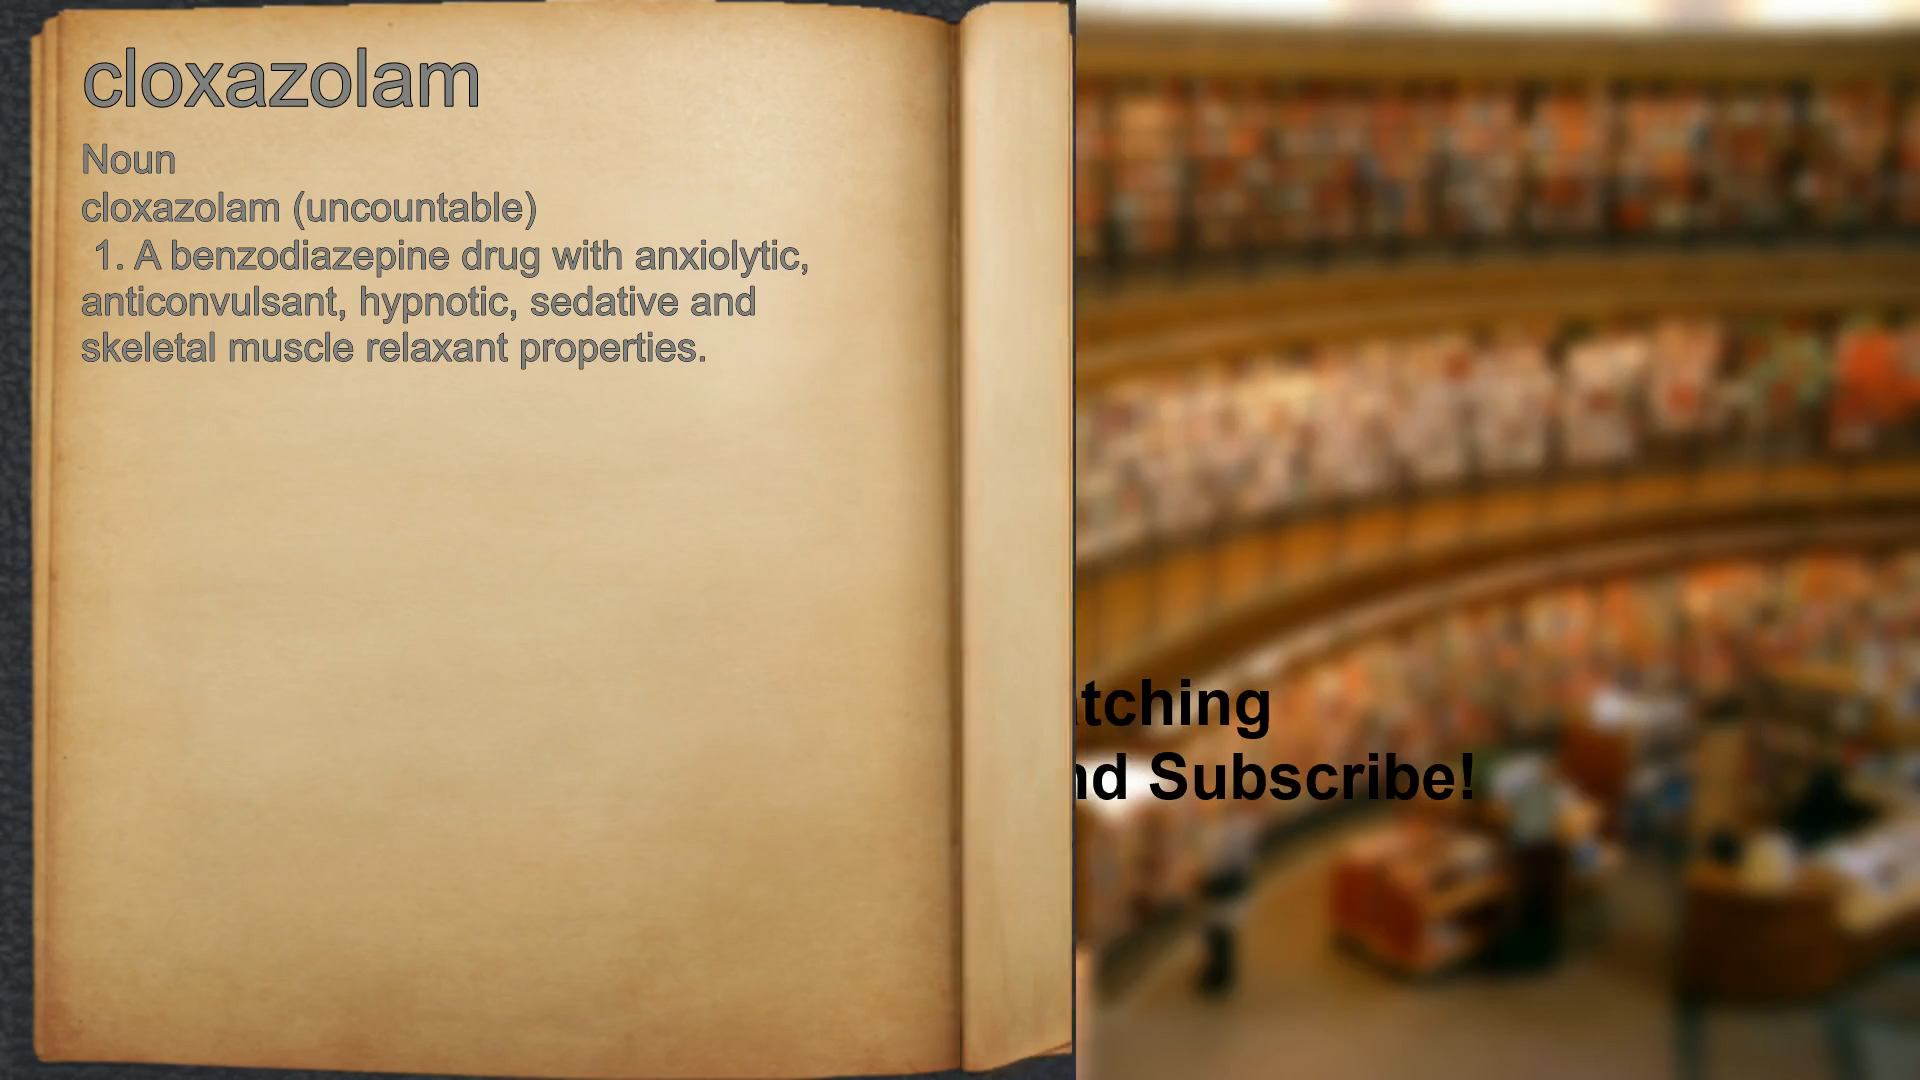 cloxazolam
Noun
cloxazolam (uncountable)
1. A benzodiazepine drug with anxiolytic,
anticonvulsant, hypnotic, sedative and
skeletal muscle relaxant properties.
tching
nd Subscribe!